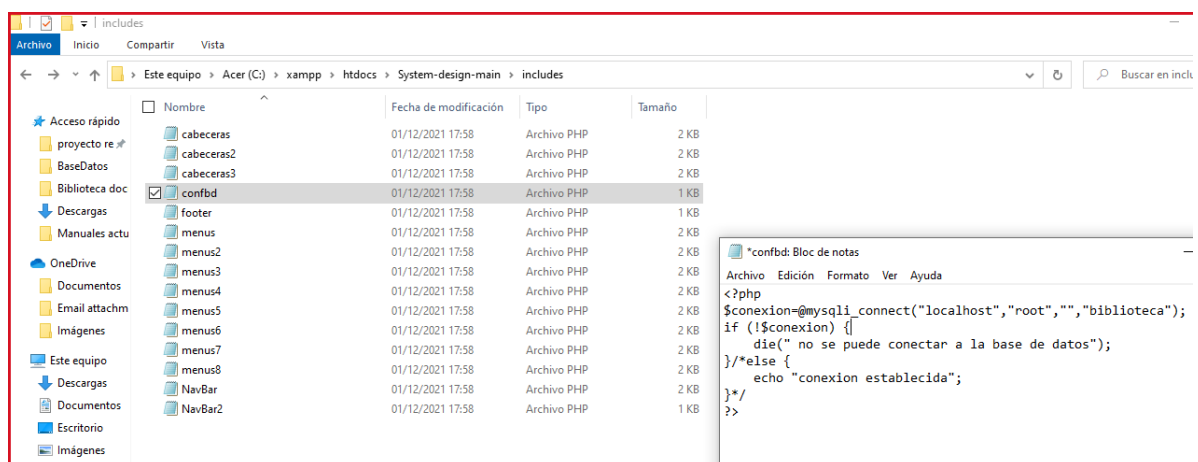 includes
Archivo Inicio Compartir Vista
Este equipo > Acer (C:) > xampp > htdocs > System-design-main > includes
Buscar en inclu
Nombre Fecha de modificación Tipo Tamaño
Acceso rápido
proyecto re
BaseDatos
Biblioteca doc
Descargas
Manuales actu
OneDrive
Documentos
Email attachm
Imágenes
Este equipo
Descargas
Documentos
Escritorio
Imágenes
cabeceras 01/12/2021 17:58 Archivo PHP 2 KB
cabeceras2 01/12/2021 17:58 Archivo PHP 2 KB
cabeceras3 01/12/2021 17:58 Archivo PHP 2 KB
confbd 01/12/2021 17:58 Archivo PHP 1 KB
footer 01/12/2021 17:58 Archivo PHP 1 KB
menus 01/12/2021 17:58 Archivo PHP 2 KB
menus2 01/12/2021 17:58 Archivo PHP 2 KB
menus3 01/12/2021 17:58 Archivo PHP 2 KB
menus4 01/12/2021 17:58 Archivo PHP 2 KB
menus5 01/12/2021 17:58 Archivo PHP 2 KB
menus6 01/12/2021 17:58 Archivo PHP 2 KB
menus7 01/12/2021 17:58 Archivo PHP 2 KB
menus8 01/12/2021 17:58 Archivo PHP 2 KB
NavBar 01/12/2021 17:58 Archivo PHP 2 KB
NavBar2 01/12/2021 17:58 Archivo PHP 1 KB
*confbd: Bloc de notas
Archivo Edición Formato Ver Ayuda
<?php
$conexion=@mysqli_connect("localhost","root","","biblioteca");
if (!$conexion) {
    die(" no se puede conectar a la base de datos");
}/*else {
    echo "conexion establecida";
}*/
?>